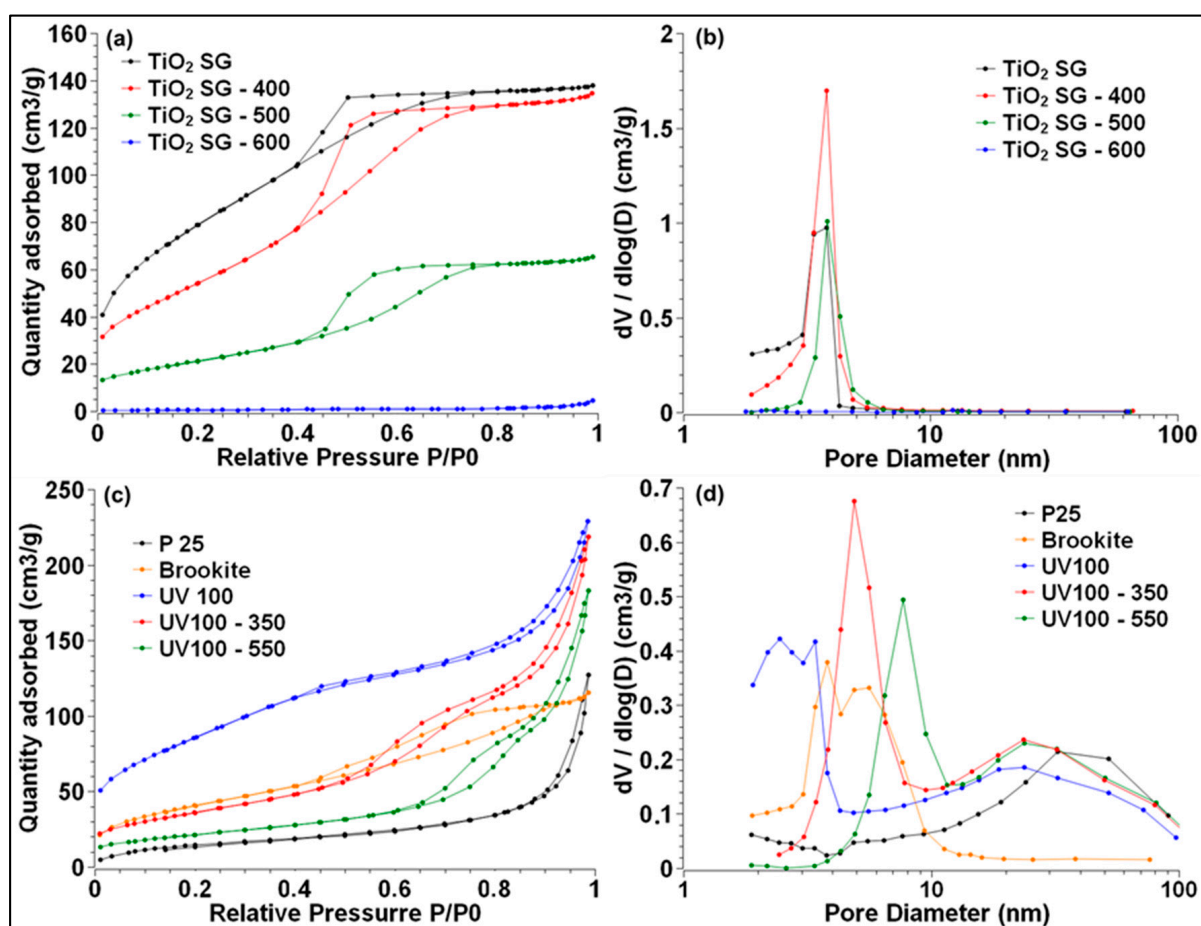 (a)
TiO2 SG
TiO2 SG - 400
TiO2 SG - 500
TiO2 SG - 600
Quantity adsorbed (cm3/g)
160
140
120
100
80
60
40
20
0
0
0.2
0.4
0.6
0.8
1
Relative Pressure P/P0
(b)
TiO2 SG
TiO2 SG - 400
TiO2 SG - 500
TiO2 SG - 600
dV / dlog(D) (cm3/g)
2
1.5
1
0.5
0
1
10
100
Pore Diameter (nm)
(c)
P 25
Brookite
UV 100
UV100 - 350
UV100 - 550
Quantity adsorbed (cm3/g)
250
200
150
100
50
0
0
0.2
0.4
0.6
0.8
1
Relative Pressurre P/P0
(d)
P25
Brookite
UV100
UV100 - 350
UV100 - 550
dV / dlog(D) (cm3/g)
0.7
0.6
0.5
0.4
0.3
0.2
0.1
0
1
10
100
Pore Diameter (nm)